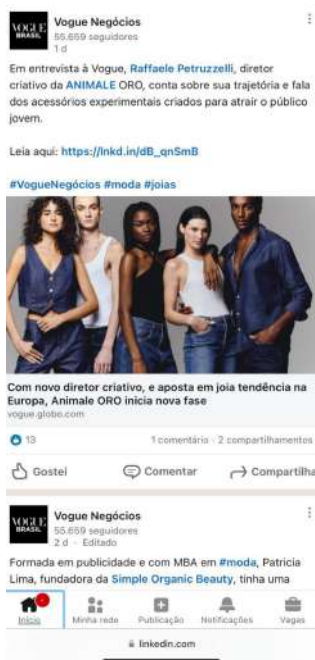 VOGUE
BRASIL
Vogue Negócios
55.659 seguidores
1 d
Em entrevista à Vogue, Raffaele Petruzzelli, diretor
criativo da ANIMALE ORO, conta sobre sua trajetória e fala
dos acessórios experimentais criados para atrair o público
jovem.
Leia aqui: https://lnkd.in/dB_qnSmB
#VogueNegócios #moda #joias
Com novo diretor criativo, e aposta em joia tendência na
Europa, Animale ORO inicia nova fase
vogue.globo.com
13
1 comentário · 2 compartilhamentos
Gostei
Comentar
Compartilha
VOGUE
BRASIL
Vogue Negócios
55.659 seguidores
2 d · Editado
Formada em publicidade e com MBA em #moda, Patricia
Lima, fundadora da Simple Organic Beauty, tinha uma
Início
Minha rede
Publicação
Notificações
Vagas
linkedin.com